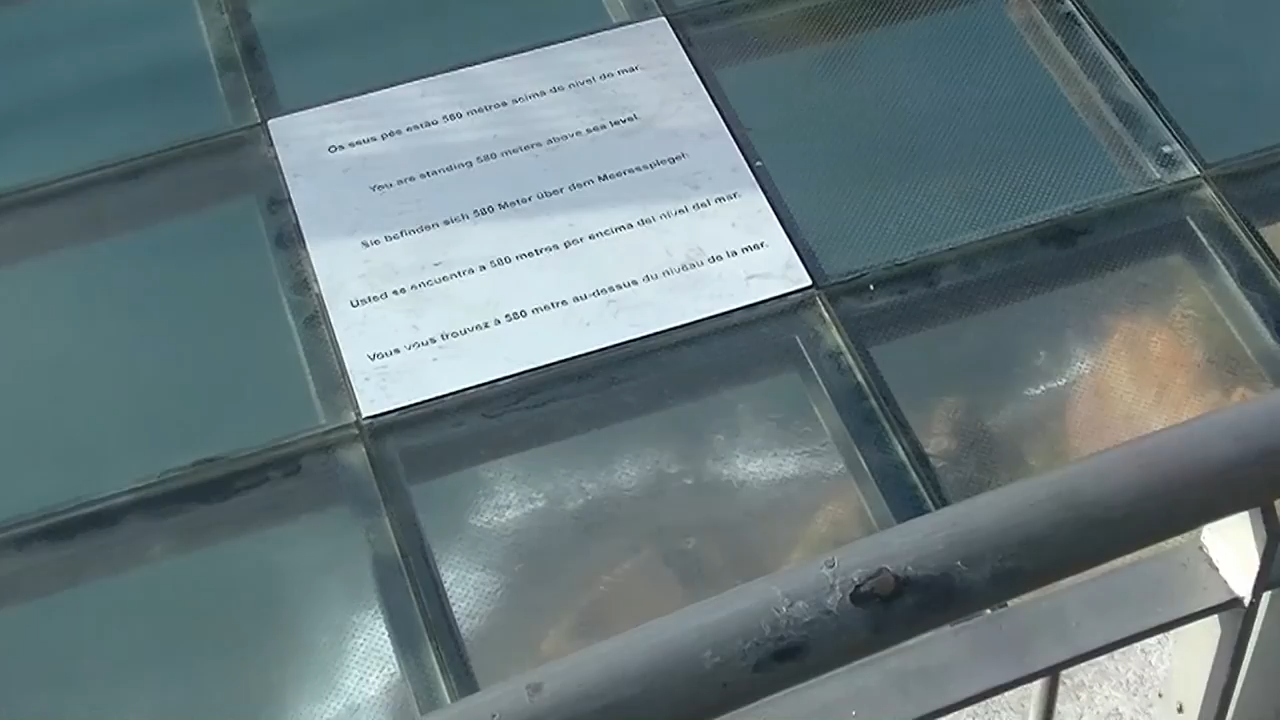 Os seus pés estão 580 metros acima do nível do mar.
You are standing 580 meters above sea level.
Sie befinden sich 580 Meter über dem Meeresspiegel.
Usted se encuentra a 580 metros por encima del nivel del mar.
Vous vous trouvez à 580 mètre au-dessus du niveau de la mer.